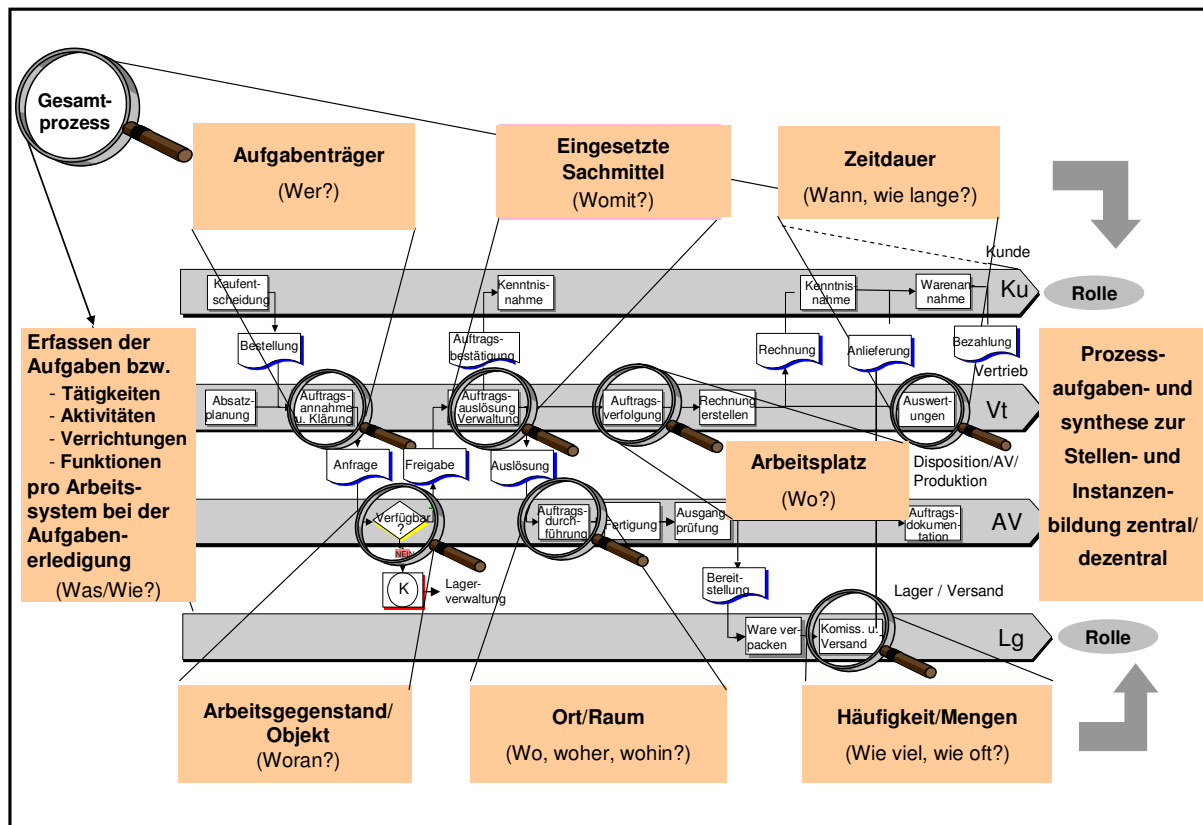 Gesamt-
prozess
Aufgabenträger
(Wer?)
Eingesetzte
Sachmittel
(Womit?)
Zeitdauer
(Wann, wie lange?)
Kunde
Kaufent-
scheidung
Kenntnis-
nahme
Kenntnis-
nahme
Warenan-
nahme
Ku
Rolle
Erfassen der
Aufgaben bzw.
- Tätigkeiten
- Aktivitäten
- Verrichtungen
- Funktionen
pro Arbeits-
system bei der
Aufgaben-
erledigung
(Was/Wie?)
Bestellung
Auftrags-
bestätigung
Rechnung
Anlieferung
Bezahlung
Vertrieb
Absatz-
planung
Auftrags-
annahme
u. Klärung
Auftrags-
auslösung
Verwaltung
Auftrags-
verfolgung
Rechnung
erstellen
Auswert-
ungen
Vt
Prozess-
aufgaben- und
synthese zur
Stellen- und
Instanzen-
bildung zentral/
dezentral
Anfrage
Freigabe
Auslösung
Arbeitsplatz
(Wo?)
Disposition/AV/
Produktion
Verfügbar
?
NEIN
Auftrags-
durch-
führung
Fertigung
Ausgang
prüfung
Auftrags-
dokumen-
tation
AV
K
Lager-
verwaltung
Bereit-
stellung
Lager / Versand
Ware ver-
packen
Komiss. u.
Versand
Lg
Rolle
Arbeitsgegenstand/
Objekt
(Woran?)
Ort/Raum
(Wo, woher, wohin?)
Häufigkeit/Mengen
(Wie viel, wie oft?)